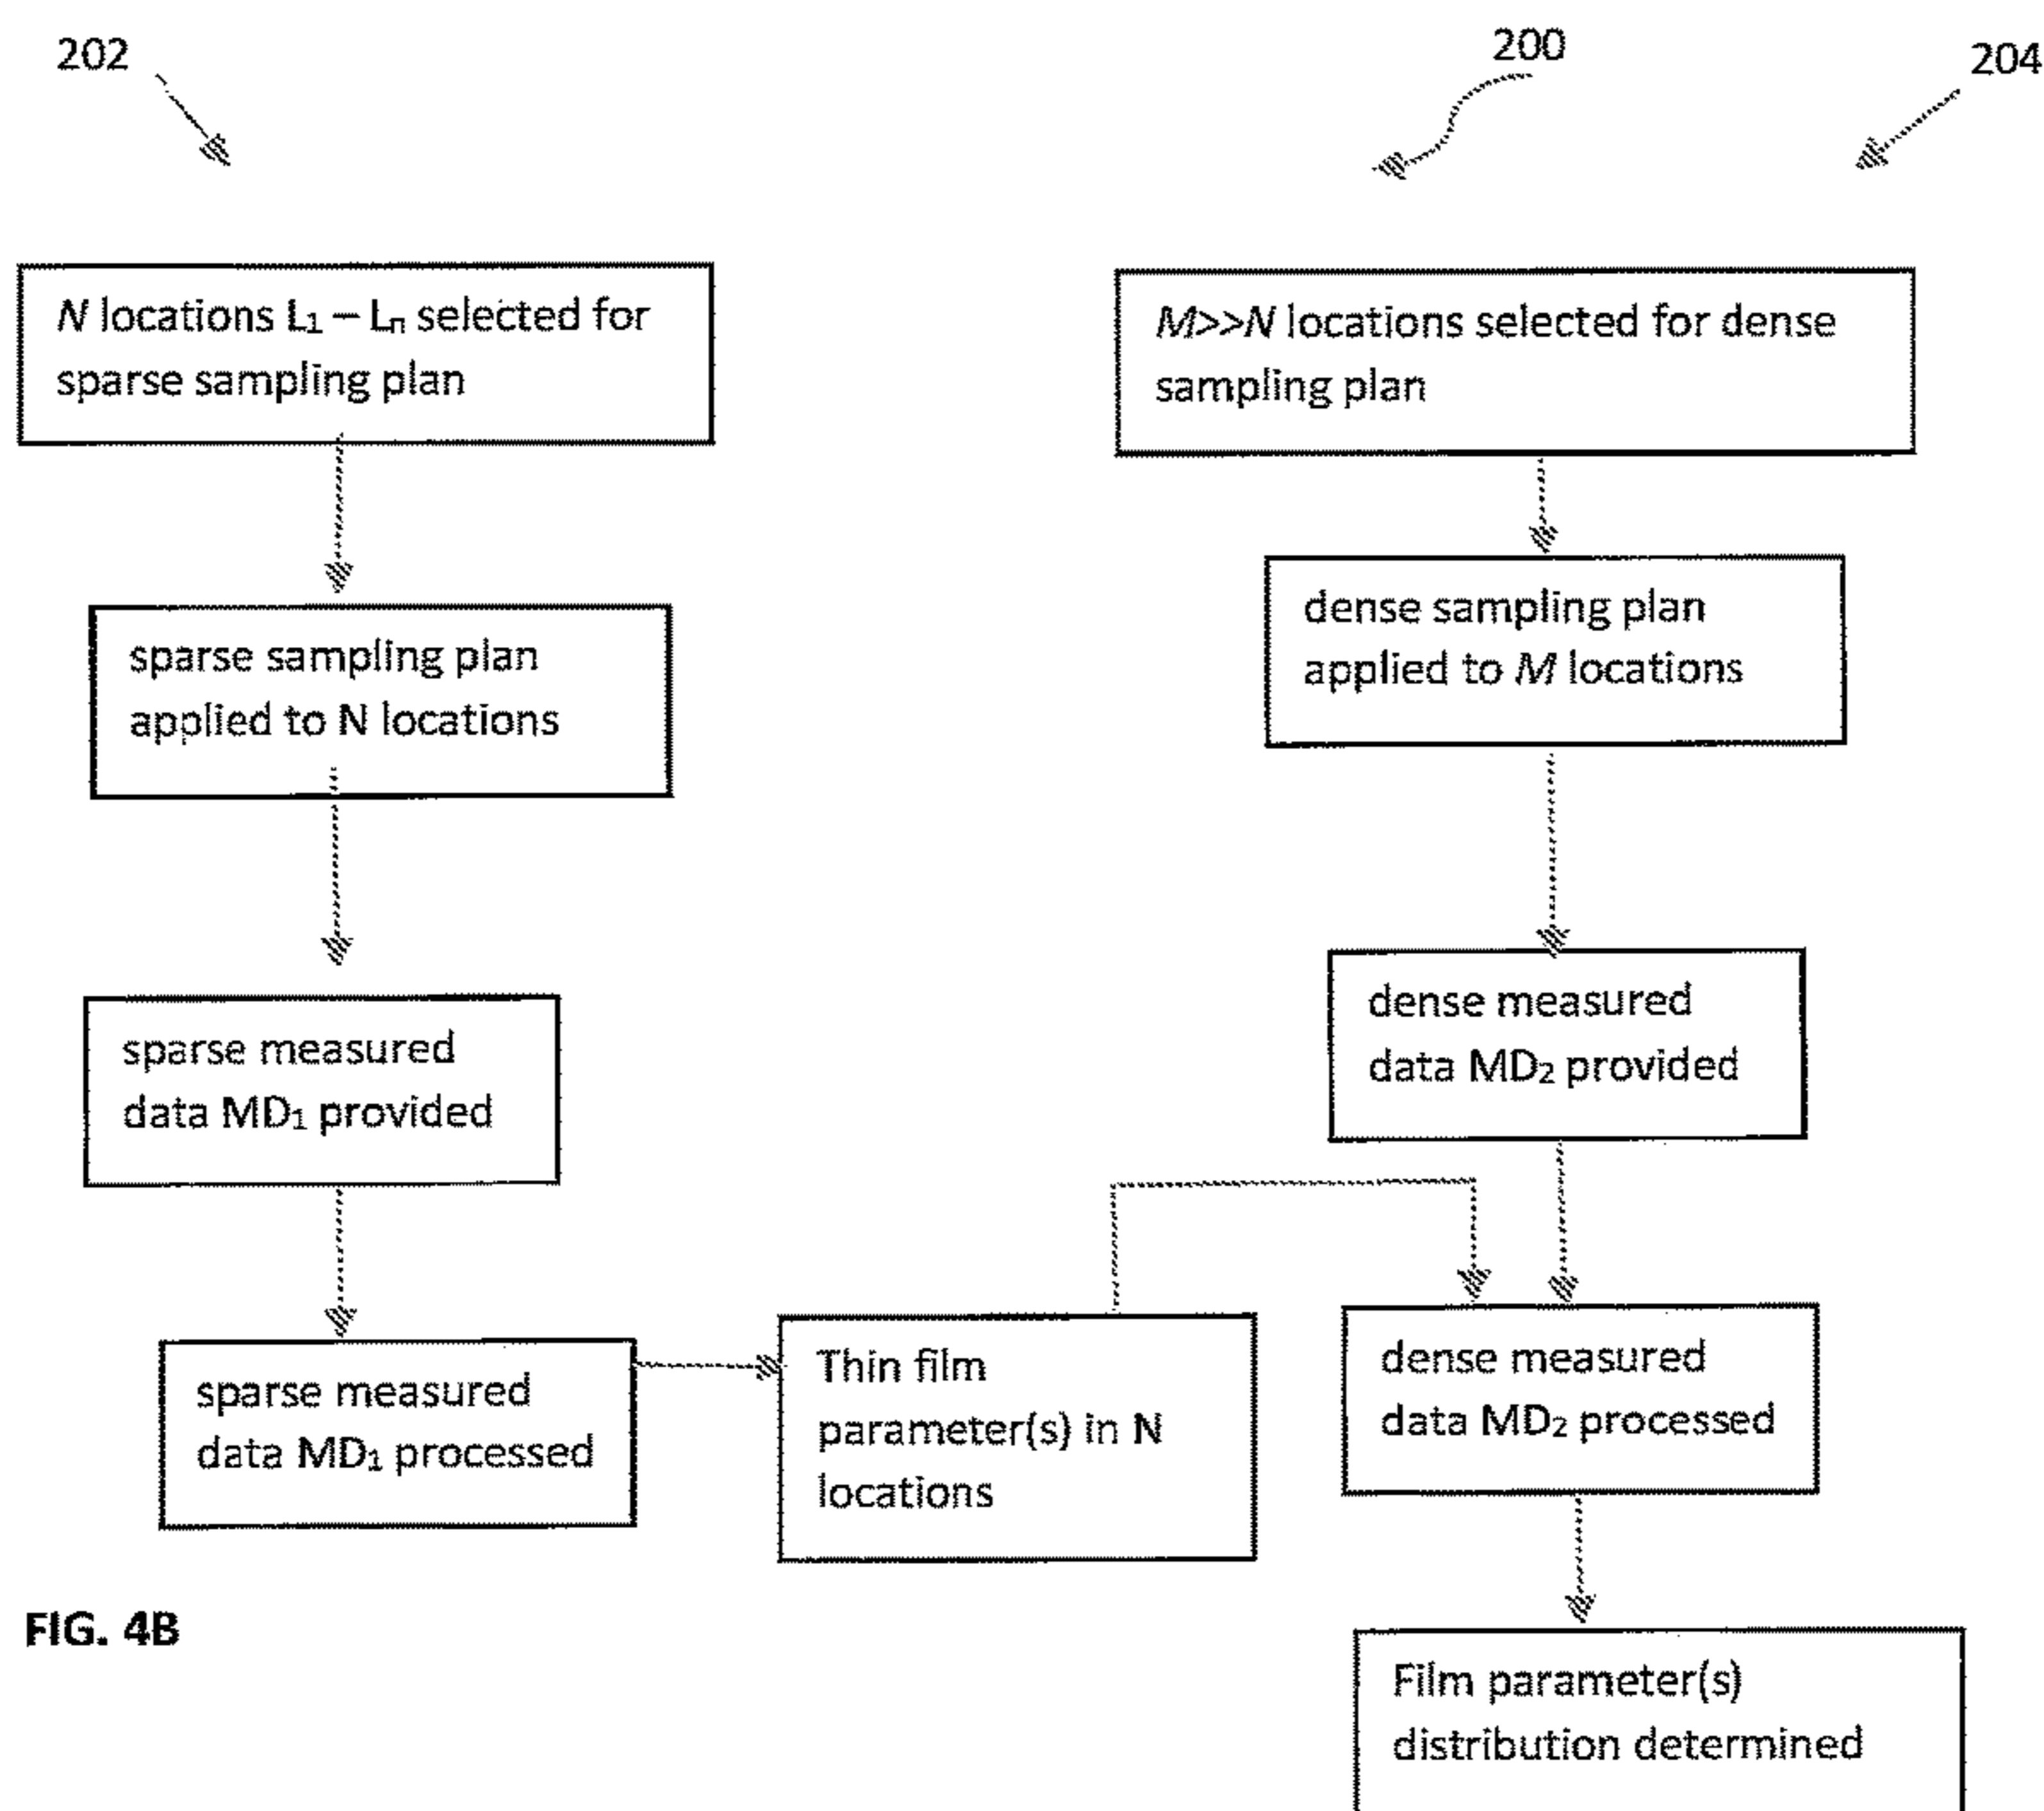 202
200
204
N locations L₁ – Lₙ selected for
sparse sampling plan
M>>N locations selected for dense
sampling plan
sparse sampling plan
applied to N locations
dense sampling plan
applied to M locations
sparse measured
data MD₁ provided
dense measured
data MD₂ provided
sparse measured
data MD₁ processed
Thin film
parameter(s) in N
locations
dense measured
data MD₂ processed
FIG. 4B
Film parameter(s)
distribution determined